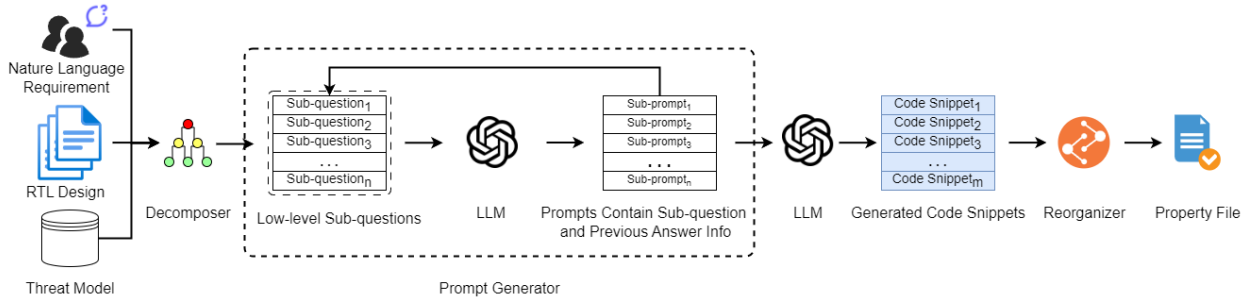 Nature Language
Requirement
RTL Design
Threat Model
Decomposer
Sub-question1
Sub-question2
Sub-question3
...
Sub-questionn
Low-level Sub-questions
LLM
Sub-prompt1
Sub-prompt2
Sub-prompt3
...
Sub-promptn
Prompts Contain Sub-question
and Previous Answer Info
Prompt Generator
LLM
Code Snippet1
Code Snippet2
Code Snippet3
...
Code Snippetm
Generated Code Snippets
Reorganizer
Property File